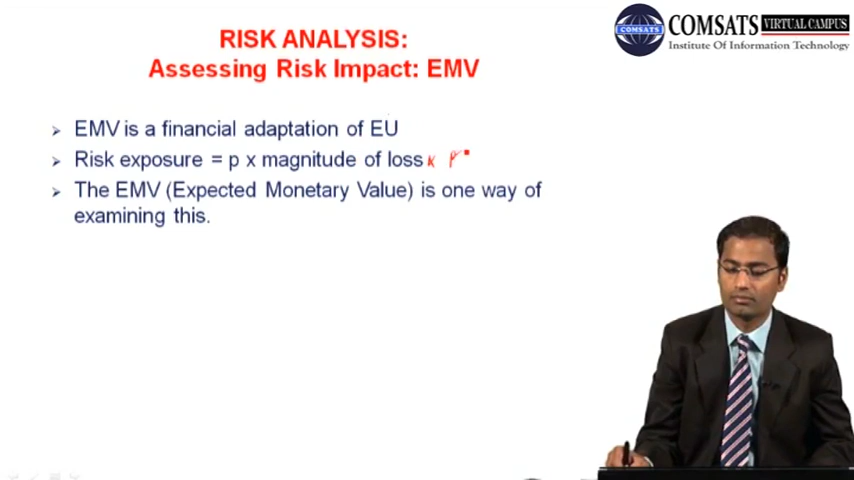 RISK ANALYSIS:
Assessing Risk Impact: EMV
COMSATS VIRTUAL CAMPUS
COMSATS
Institute Of Information Technology
EMV is a financial adaptation of EU
Risk exposure = p x magnitude of loss
The EMV (Expected Monetary Value) is one way of
examining this.